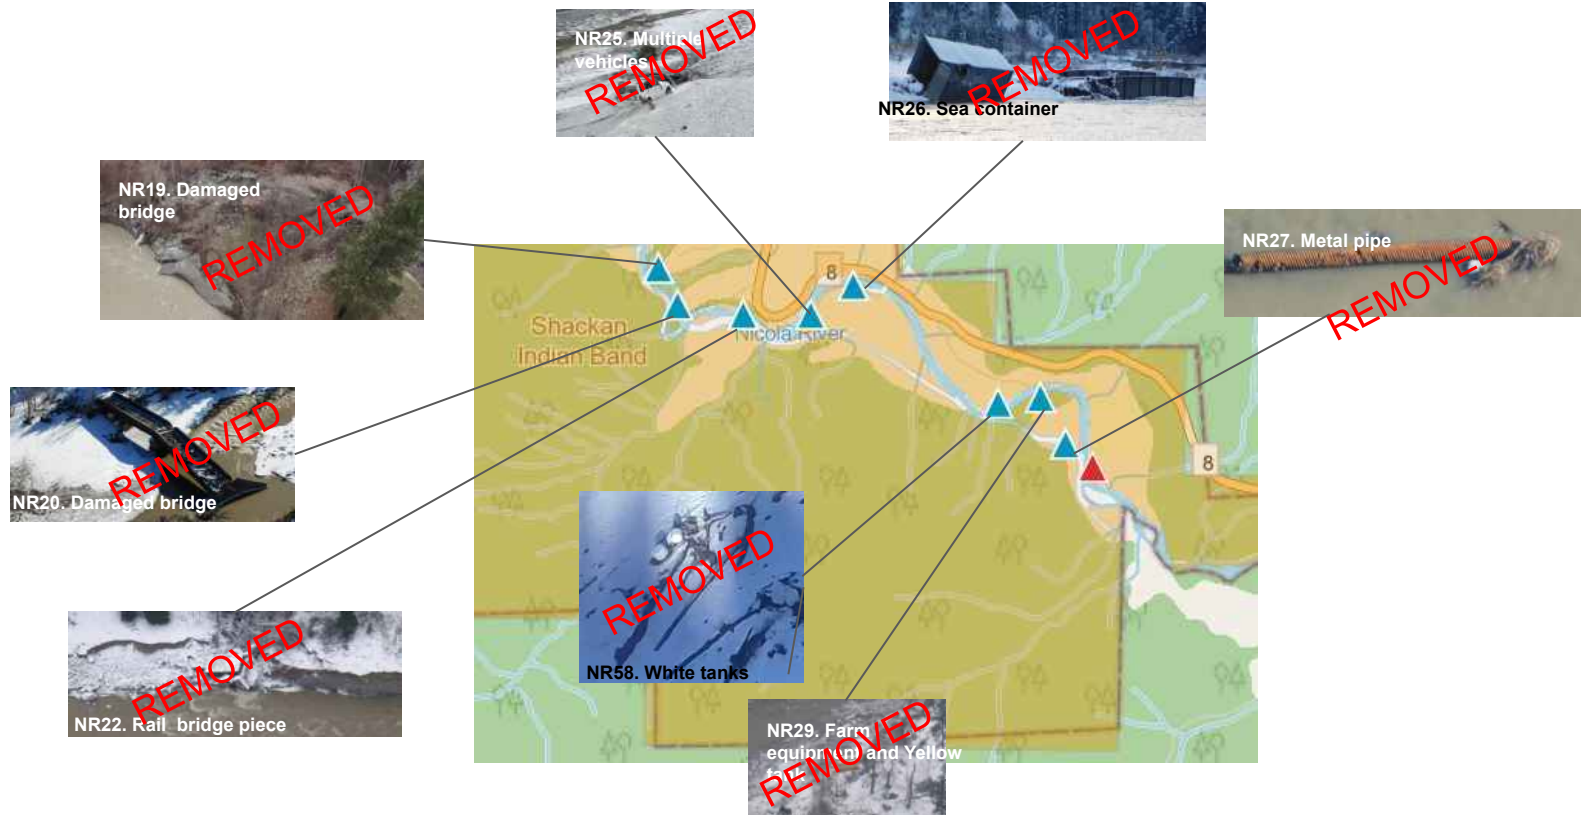 NR25. Multiple
vehicles
REMOVED
REMOVED
NR26. Sea container
NR19. Damaged
bridge
REMOVED
NR27. Metal pipe
REMOVED
8
Shackan
Indian Band
Nicola River
REMOVED
NR20. Damaged bridge
8
REMOVED
NR58. White tanks
REMOVED
NR22. Rail bridge piece
NR29. Farm
equipment and Yellow
tank
REMOVED